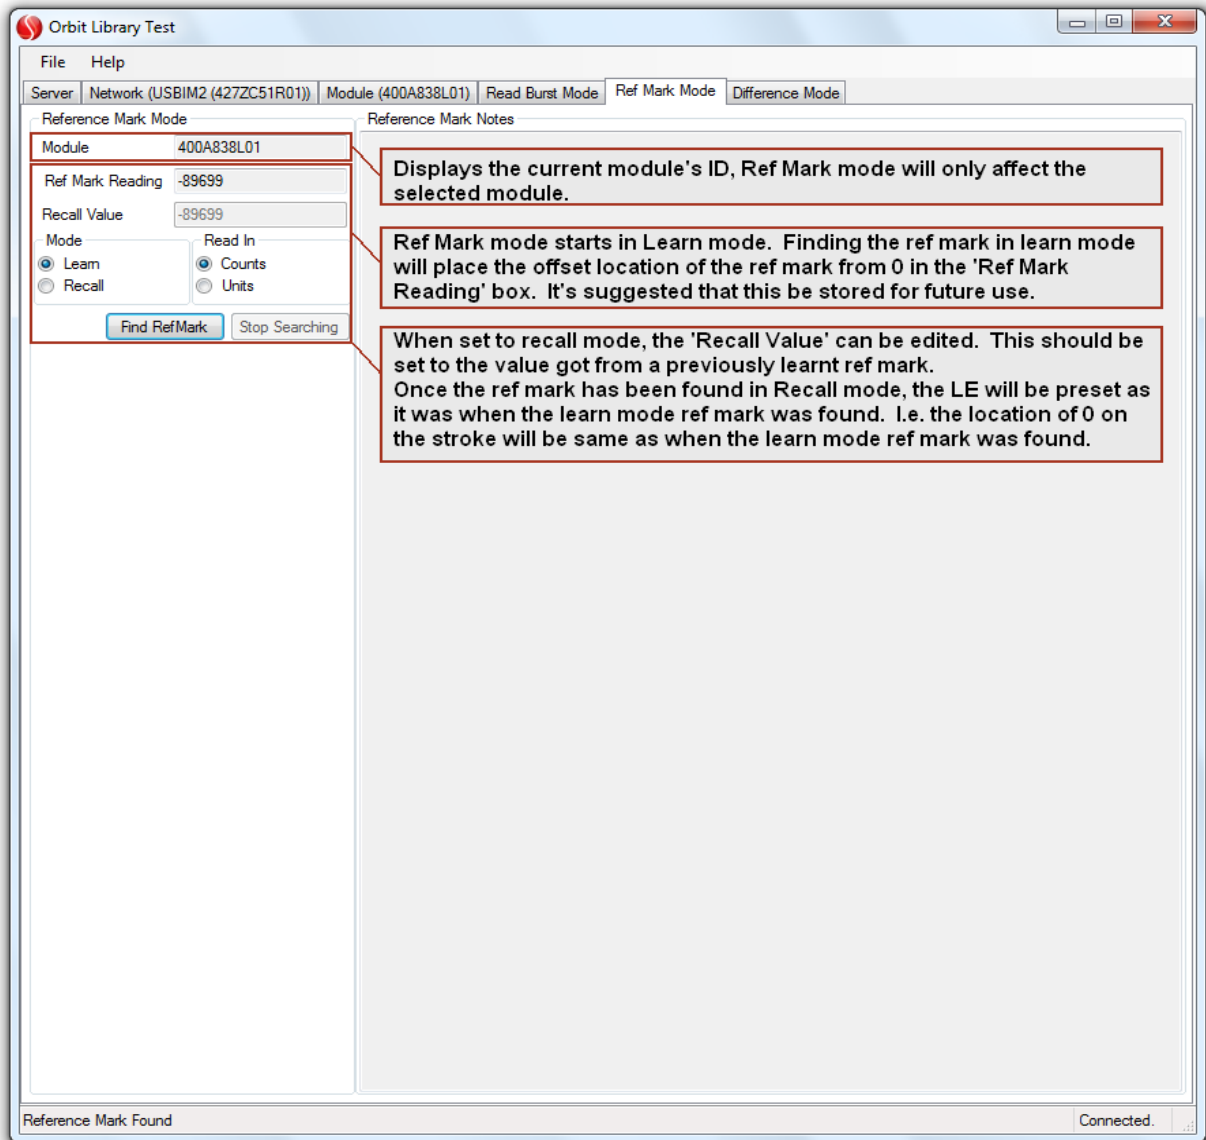 Orbit Library Test
File Help
Server Network (USBIM2 (427ZC51R01)) Module (400A838L01) Read Burst Mode Ref Mark Mode Difference Mode
Reference Mark Mode
Module 400A838L01
Ref Mark Reading -89699
Recall Value -89699
Mode Read In
Learn Counts
Recall Units
Find RefMark Stop Searching
Reference Mark Notes
Displays the current module's ID, Ref Mark mode will only affect the
selected module.
Ref Mark mode starts in Learn mode. Finding the ref mark in learn mode
will place the offset location of the ref mark from 0 in the 'Ref Mark
Reading' box. It's suggested that this be stored for future use.
When set to recall mode, the 'Recall Value' can be edited. This should be
set to the value got from a previously learnt ref mark.
Once the ref mark has been found in Recall mode, the LE will be preset as
it was when the learn mode ref mark was found. I.e. the location of 0 on
the stroke will be same as when the learn mode ref mark was found.
Reference Mark Found Connected.